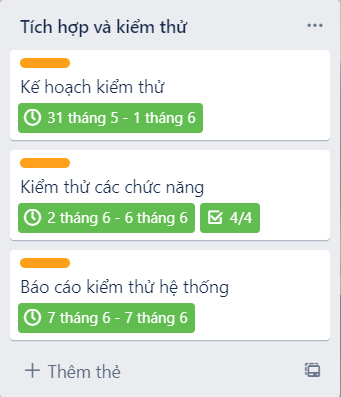 Tích hợp và kiểm thử
Kế hoạch kiểm thử
31 tháng 5 - 1 tháng 6
Kiểm thử các chức năng
2 tháng 6 - 6 tháng 6 4/4
Báo cáo kiểm thử hệ thống
7 tháng 6 - 7 tháng 6
Thêm thẻ